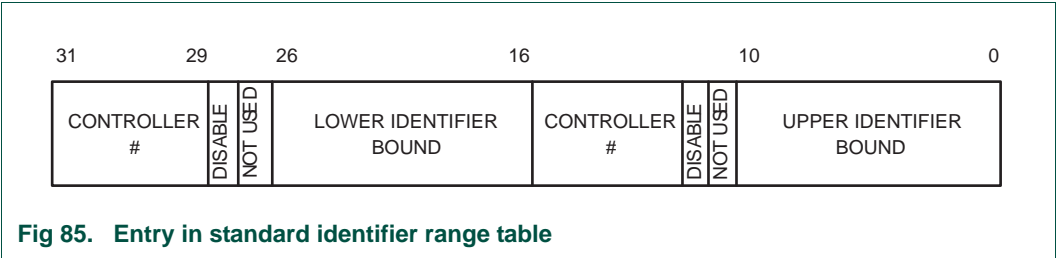 31 29 26 16 10 0
CONTROLLER
#
DISABLE
NOT USED
LOWER IDENTIFIER
BOUND
CONTROLLER
#
DISABLE
NOT USED
UPPER IDENTIFIER
BOUND
Fig 85. Entry in standard identifier range table